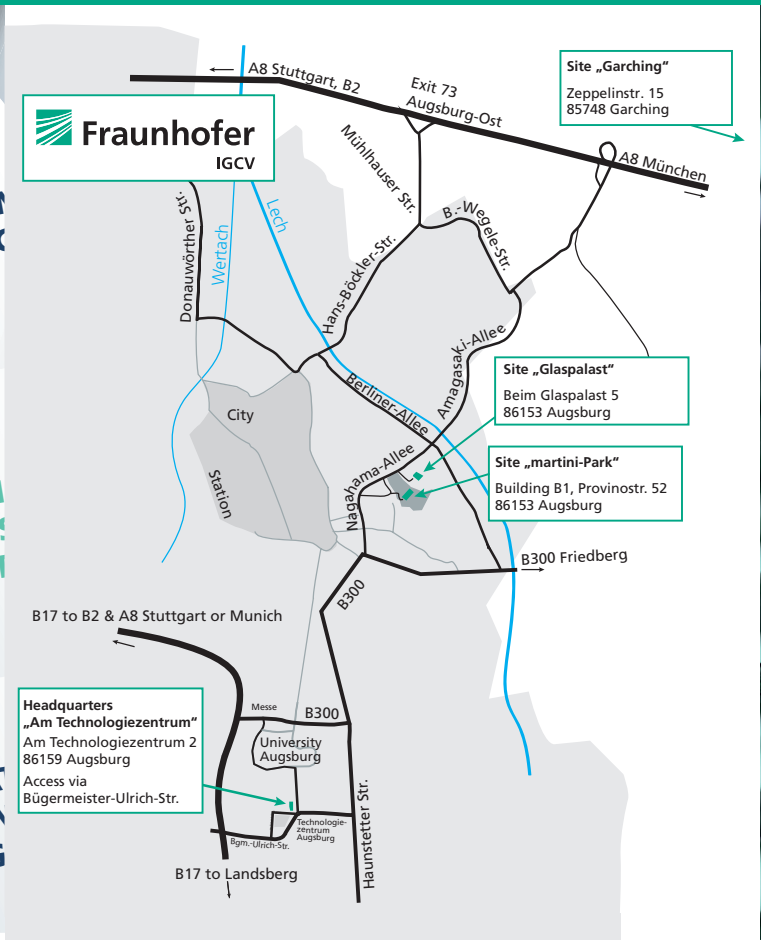 A8 Stuttgart, B2
Exit 73
Augsburg-Ost
Site „Garching“
Zeppelinstr. 15
85748 Garching
A8 München
Fraunhofer
IGCV
Mühlhauser Str.
B.-Wegele-Str.
Donauwörther Str.
Wertach
Lech
Hans-Böckler-Str.
Amagasaki-Allee
Berliner-Allee
Site „Glaspalast“
Beim Glaspalast 5
86153 Augsburg
City
Station
Nagahama-Allee
Site „martini-Park“
Building B1, Provinostr. 52
86153 Augsburg
B300 Friedberg
B300
B17 to B2 & A8 Stuttgart or Munich
Headquarters
„Am Technologiezentrum“
Am Technologiezentrum 2
86159 Augsburg
Access via
Bügermeister-Ulrich-Str.
Messe
B300
University
Augsburg
Technologie-
zentrum
Augsburg
Bgm.-Ulrich-Str.
Haunstetter Str.
B17 to Landsberg